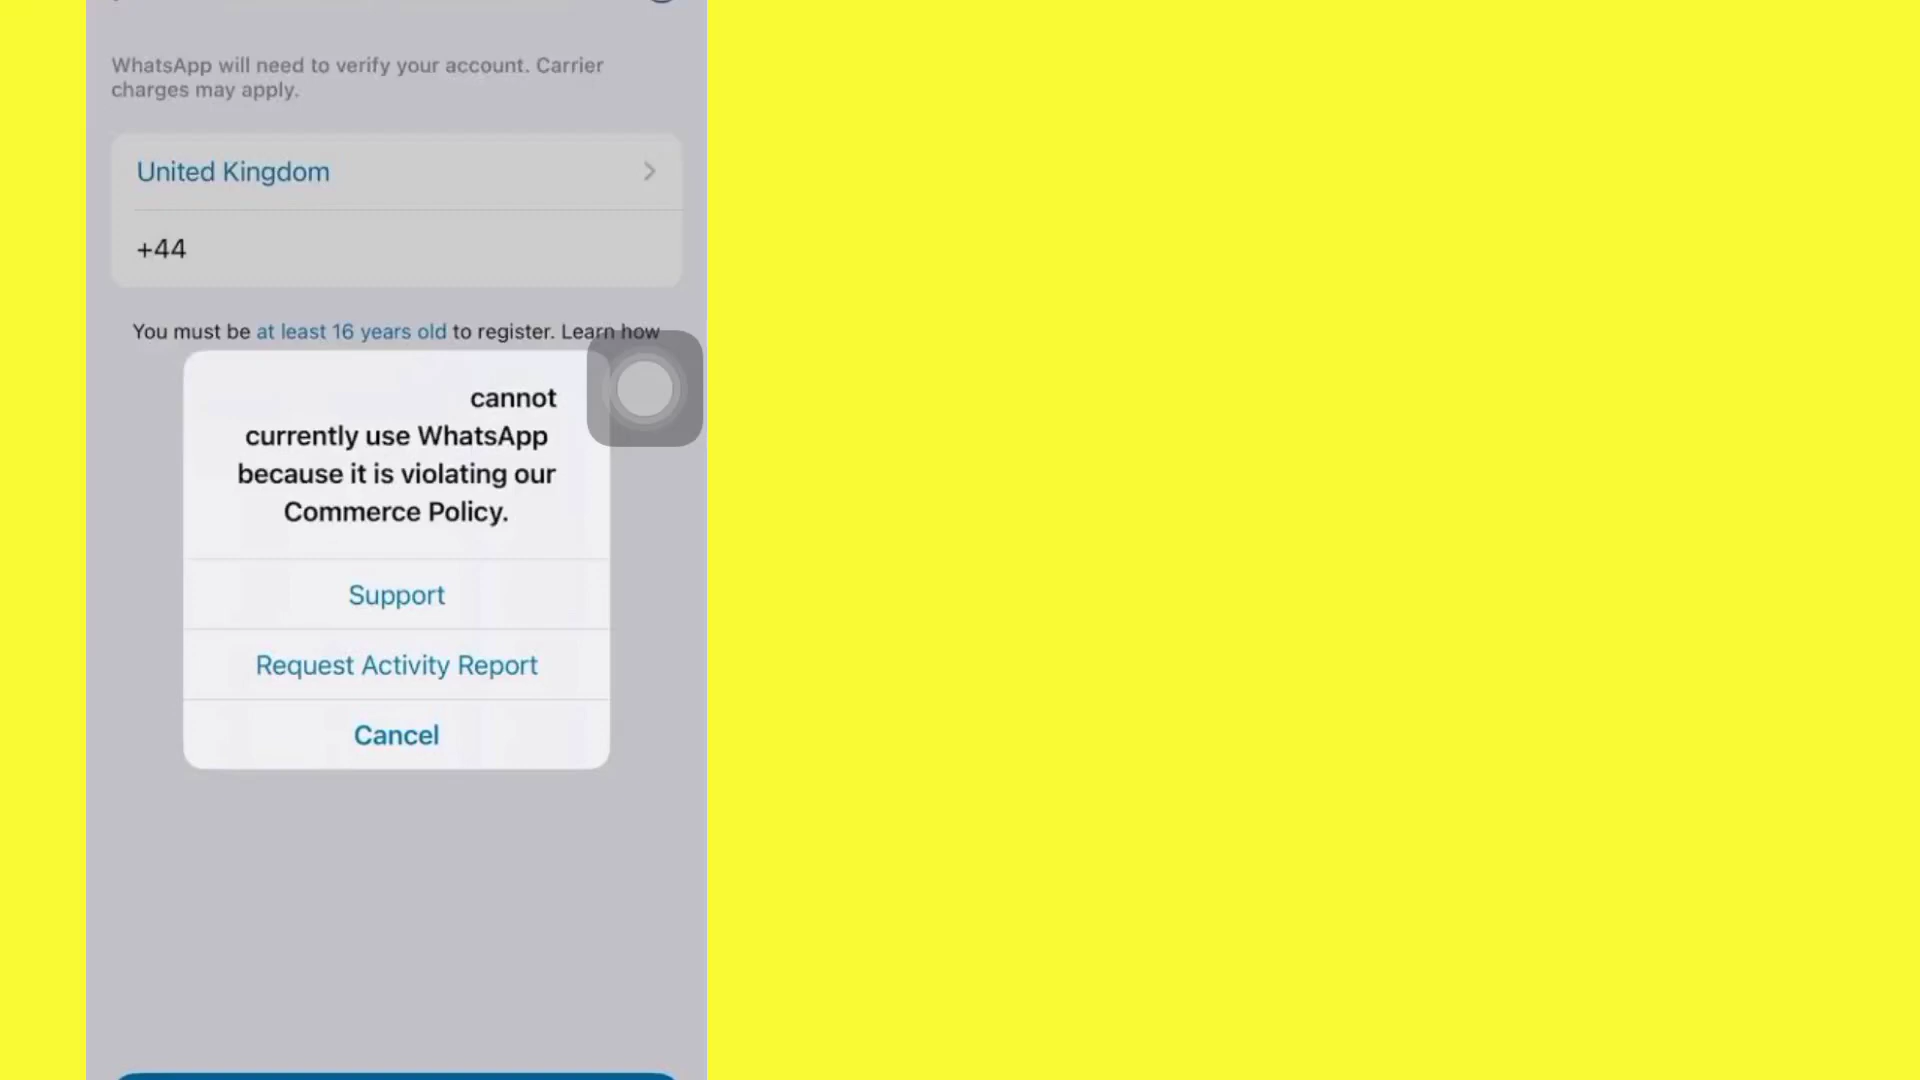 WhatsApp will need to verify your account. Carrier
charges may apply.
United Kingdom
+44
You must be at least 16 years old to register. Learn how
cannot
currently use WhatsApp
because it is violating our
Commerce Policy.
Support
Request Activity Report
Cancel